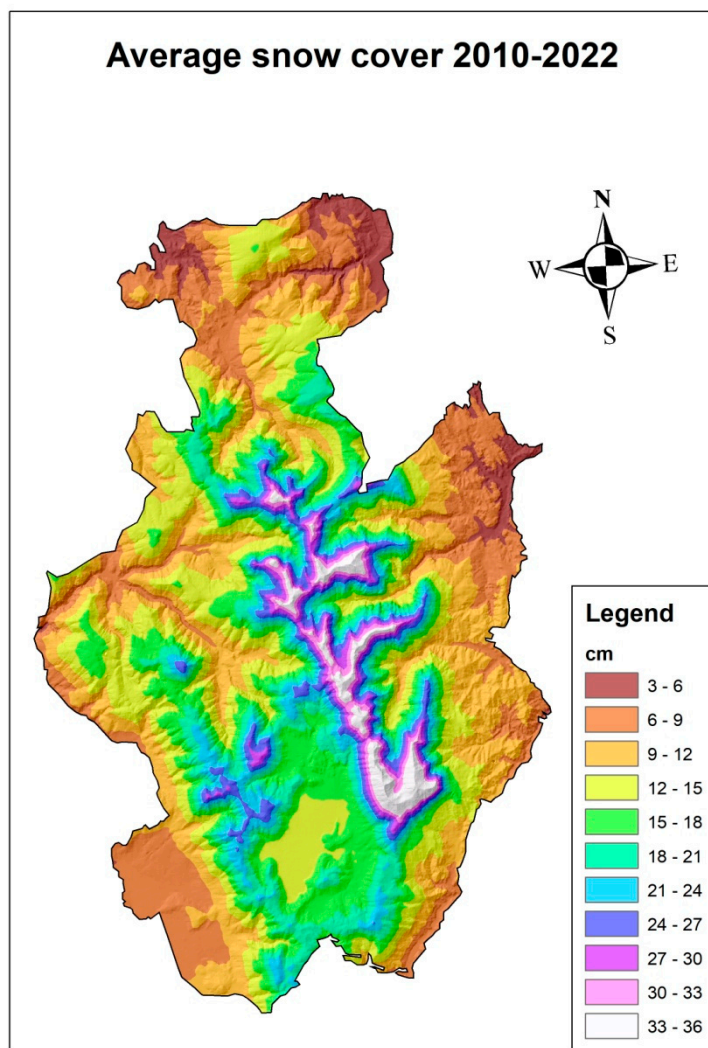 Average snow cover 2010-2022
N
W
E
S
Legend
cm
3 - 6
6 - 9
9 - 12
12 - 15
15 - 18
18 - 21
21 - 24
24 - 27
27 - 30
30 - 33
33 - 36